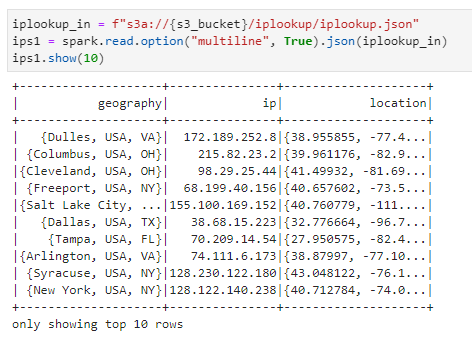 iplookup_in = f"s3a://{s3_bucket}/iplookup/iplookup.json"
ips1 = spark.read.option("multiline", True).json(iplookup_in)
ips1.show(10)
+--------------------+---------------+--------------------+
|           geography|             ip|            location|
+--------------------+---------------+--------------------+
|   {Dulles, USA, VA}|  172.189.252.8|{38.955855, -77.4...|
| {Columbus, USA, OH}|    215.82.23.2|{39.961176, -82.9...|
|{Cleveland, USA, OH}|    98.29.25.44|{41.49932, -81.69...|
| {Freeport, USA, NY}|  68.199.40.156|{40.657602, -73.5...|
|{Salt Lake City, ...|155.100.169.152|{40.760779, -111....|
|   {Dallas, USA, TX}|   38.68.15.223|{32.776664, -96.7...|
|    {Tampa, USA, FL}|   70.209.14.54|{27.950575, -82.4...|
|{Arlington, USA, VA}|   74.111.6.173|{38.87997, -77.10...|
| {Syracuse, USA, NY}|128.230.122.180|{43.048122, -76.1...|
| {New York, USA, NY}|128.122.140.238|{40.712784, -74.0...|
+--------------------+---------------+--------------------+
only showing top 10 rows